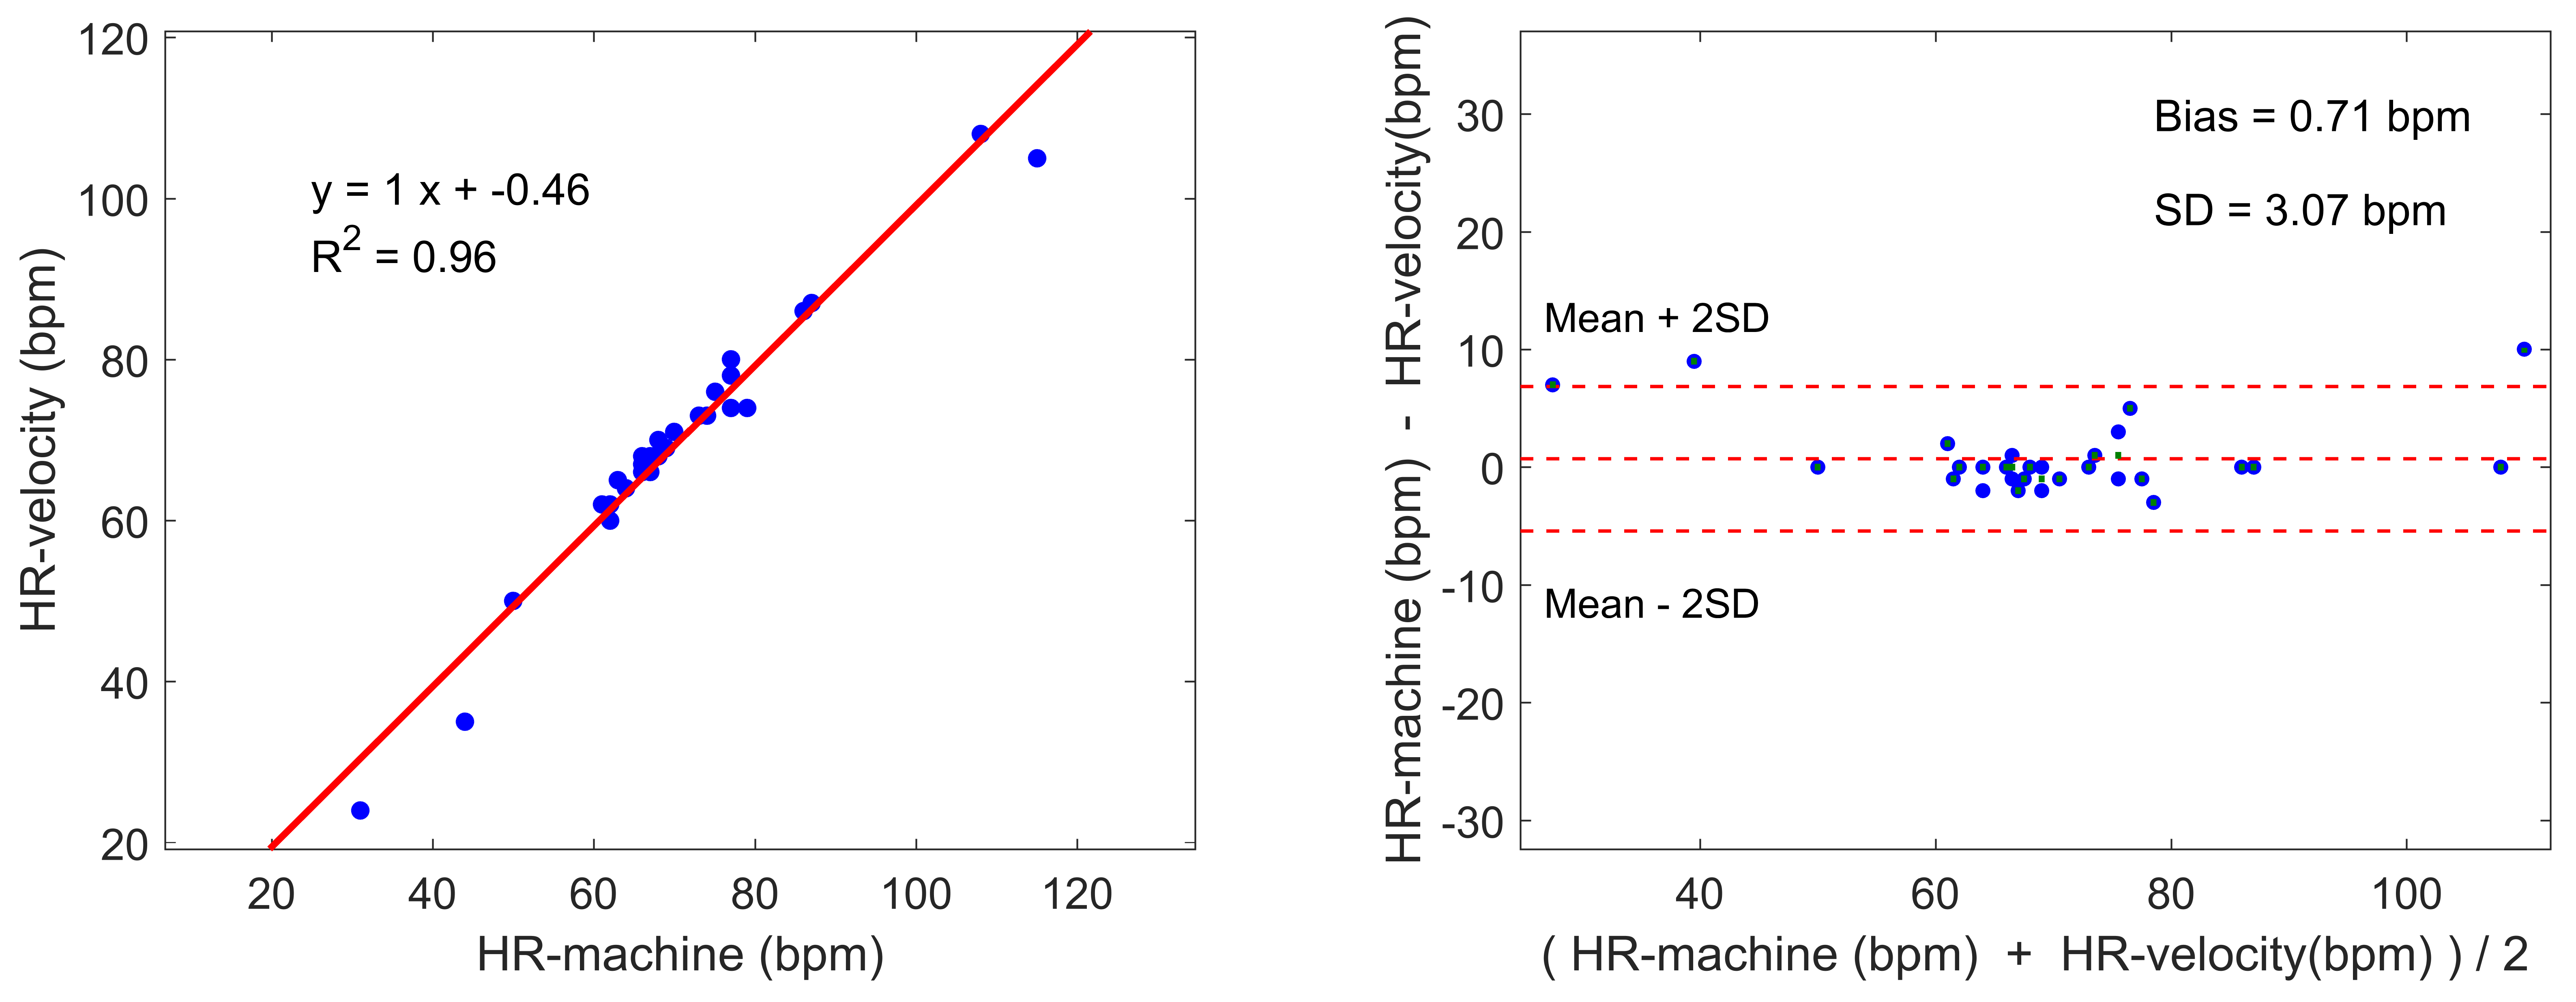 120
100
80
60
40
20
HR-velocity (bpm)
y = 1 x + -0.46
R² = 0.96
20 40 60 80 100 120
HR-machine (bpm)
HR-machine (bpm) - HR-velocity(bpm)
30
20
10
0
-10
-20
-30
Bias = 0.71 bpm
SD = 3.07 bpm
Mean + 2SD
Mean - 2SD
40 60 80 100
( HR-machine (bpm) + HR-velocity(bpm) ) / 2